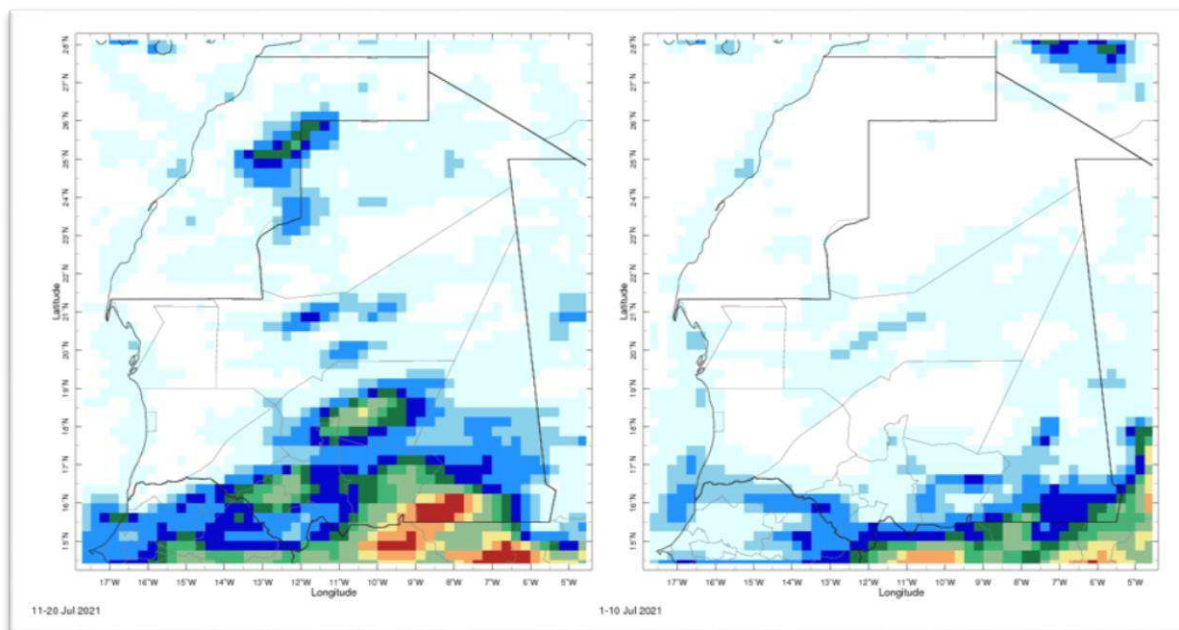 28°N
27°N
26°N
25°N
24°N
23°N
22°N
21°N
20°N
19°N
18°N
17°N
16°N
15°N
Latitude
17°W 16°W 15°W 14°W 13°W 12°W 11°W 10°W 9°W 8°W 7°W 6°W 5°W
Longitude
11-20 Jul 2021
28°N
27°N
26°N
25°N
24°N
23°N
22°N
21°N
20°N
19°N
18°N
17°N
16°N
15°N
Latitude
17°W 16°W 15°W 14°W 13°W 12°W 11°W 10°W 9°W 8°W 7°W 6°W 5°W
Longitude
1-10 Jul 2021